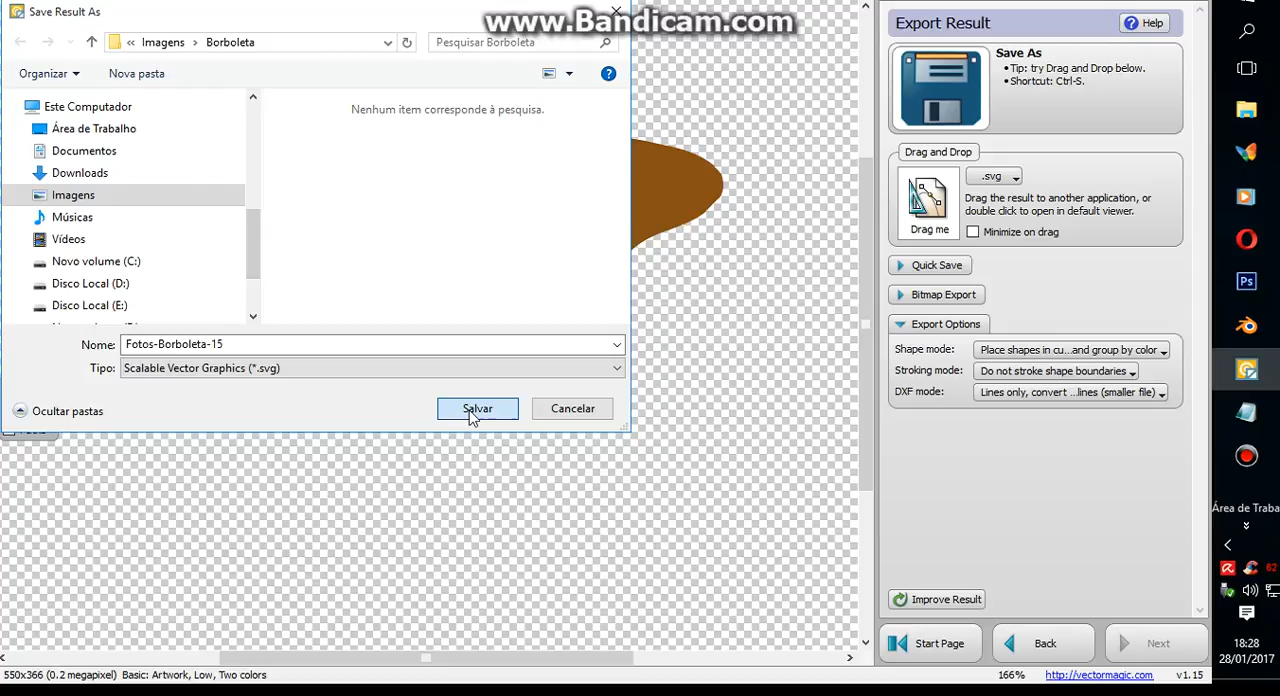 Save Result As
www.Bandicam.com
Imagens
Borboleta
Pesquisar Borboleta
Organizar
Nova pasta
Este Computador
Área de Trabalho
Documentos
Downloads
Imagens
Músicas
Vídeos
Novo volume (C:)
Disco Local (D:)
Disco Local (E:)
Nenhum item corresponde à pesquisa.
Nome: Fotos-Borboleta-15
Tipo: Scalable Vector Graphics (*.svg)
Ocultar pastas
Salvar
Cancelar
550x366 (0.2 megapixel) Basic: Artwork, Low, Two colors
166%
http://vectormagic.com
v1.15
Export Result
Help
Save As
•Tip: try Drag and Drop below.
•Shortcut: Ctrl-S.
Drag and Drop
.svg
Drag me
Drag the result to another application, or
double click to open in default viewer.
Minimize on drag
Quick Save
Bitmap Export
Export Options
Shape mode: Place shapes in cu...and group by color
Stroking mode: Do not stroke shape boundaries
DXF mode: Lines only, convert ...lines (smaller file)
Improve Result
Start Page
Back
Next
Ps
Área de Traba
62
18:28
28/01/2017